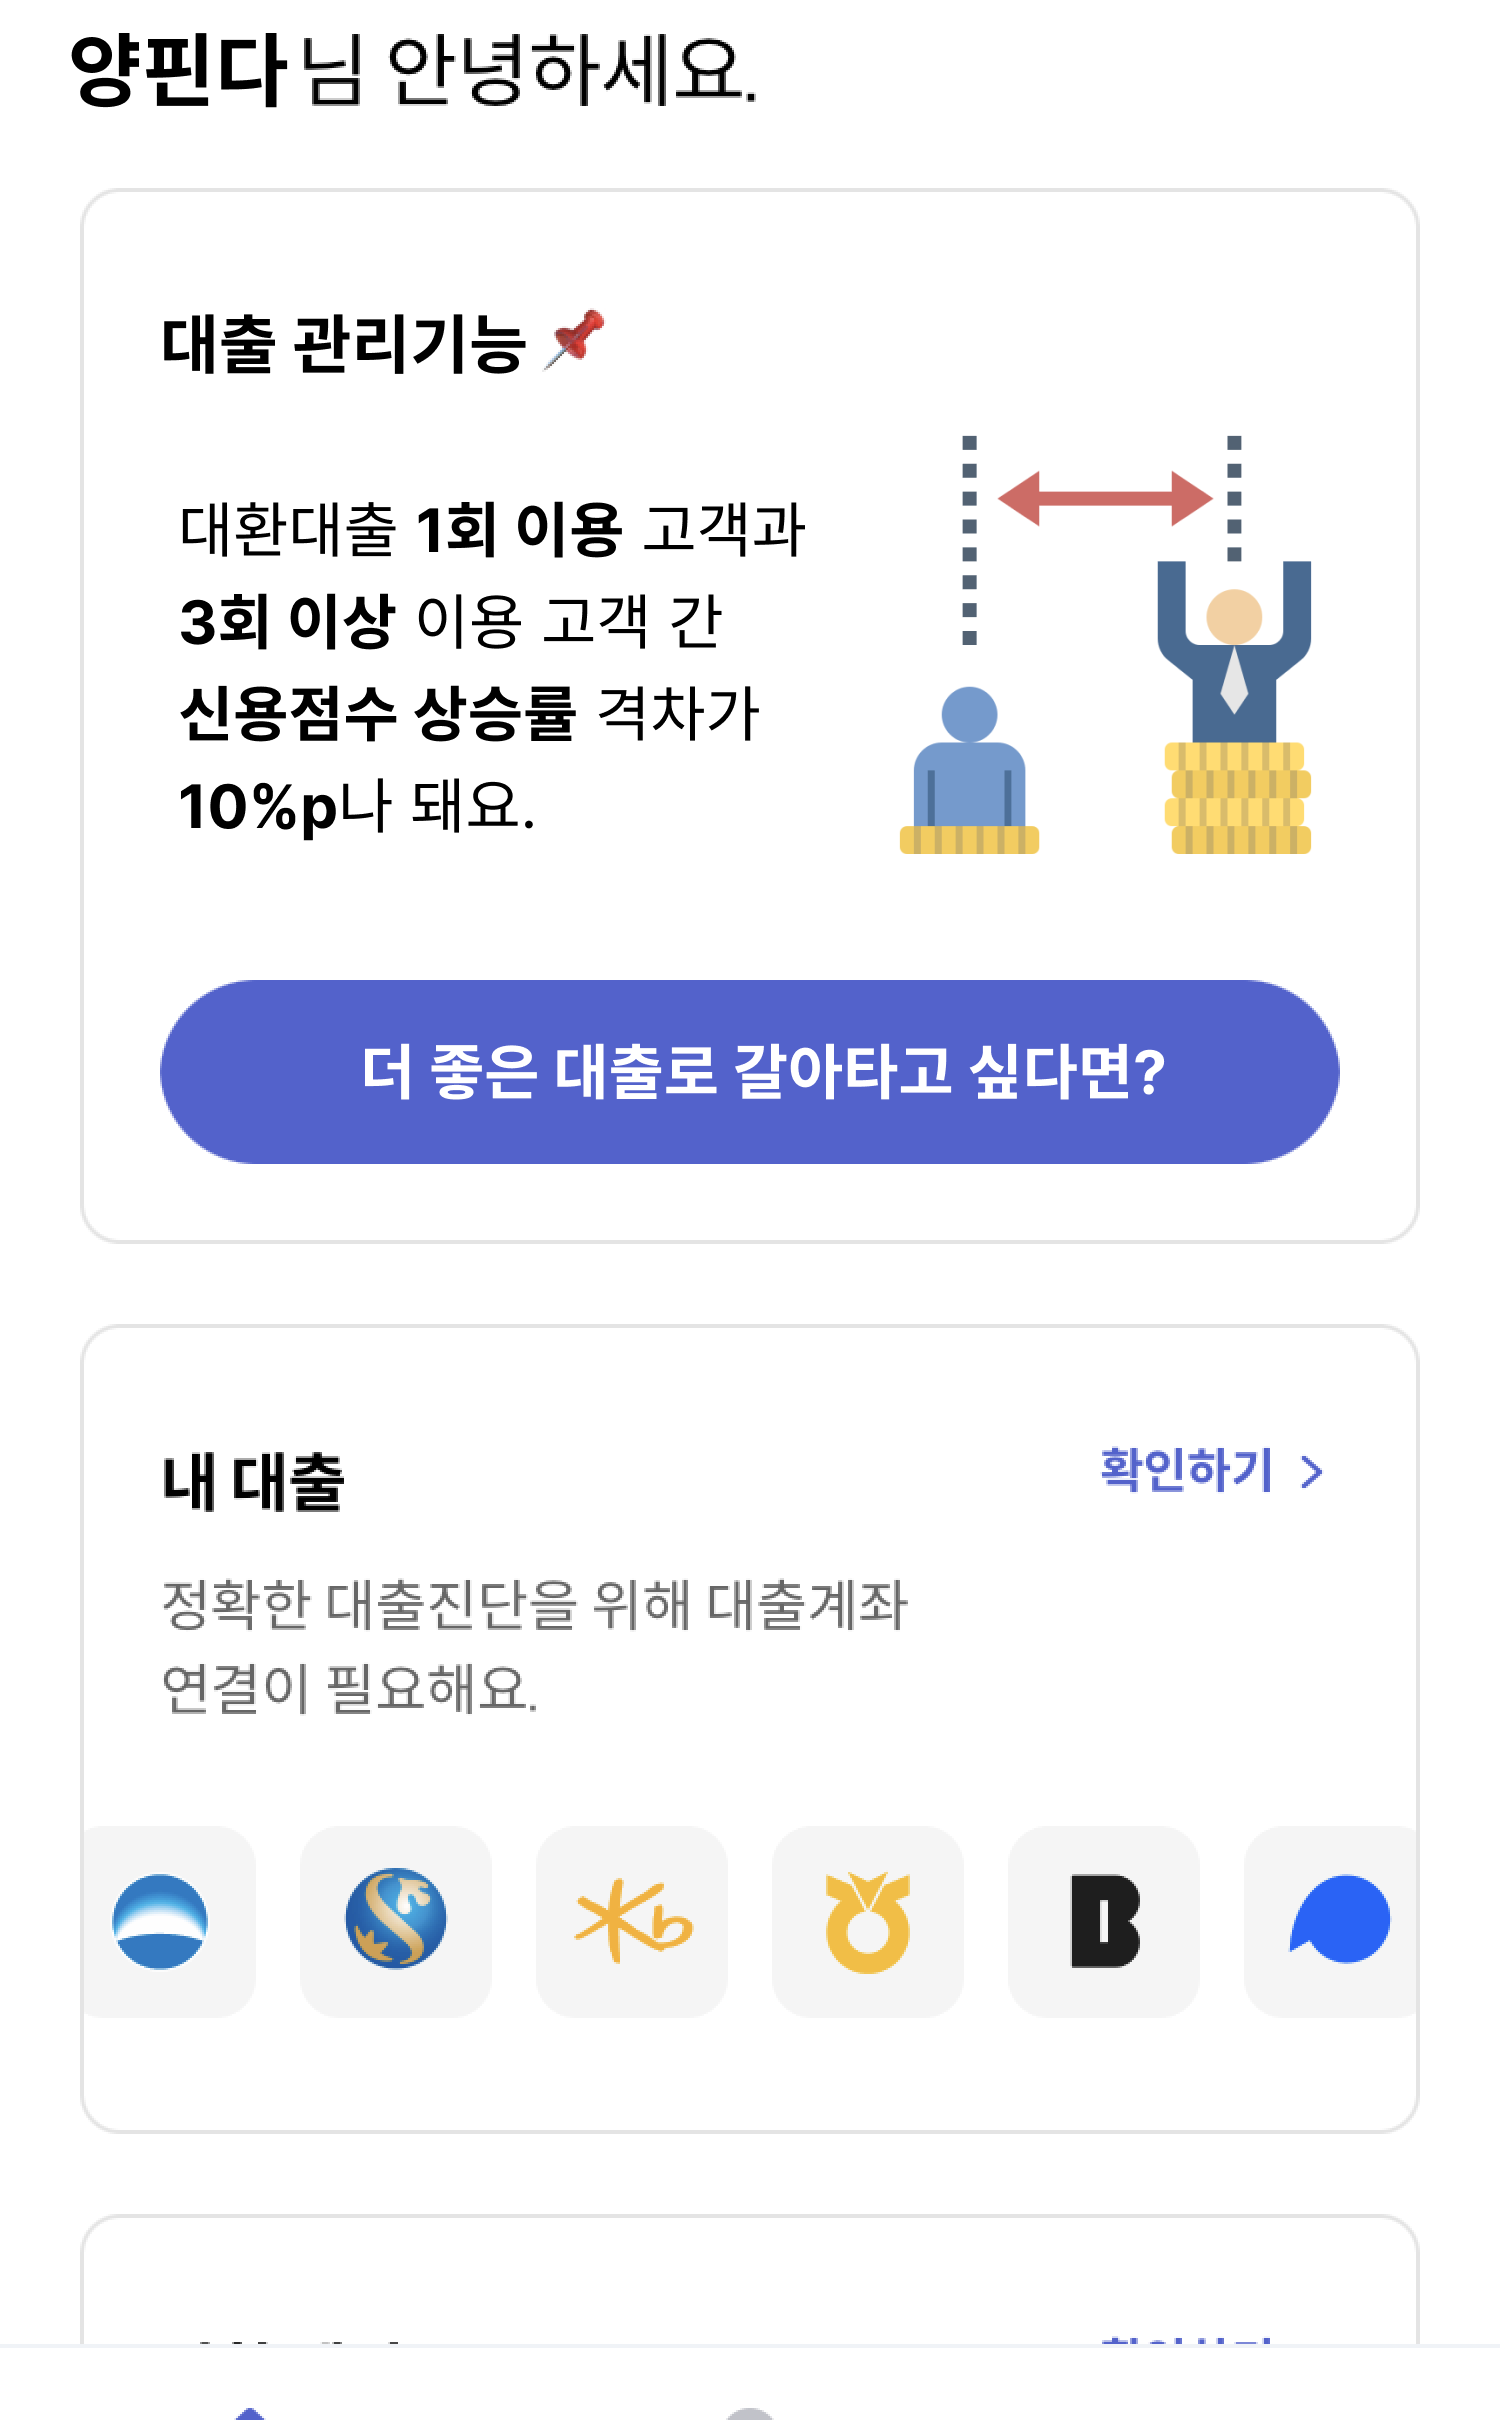 양핀다님 안녕하세요.
대출 관리기능
대환대출 1회 이용 고객과
3회 이상 이용 고객 간
신용점수 상승률 격차가
10%p나 돼요.
더 좋은 대출로 갈아타고 싶다면?
내 대출
확인하기
정확한 대출진단을 위해 대출계좌
연결이 필요해요.